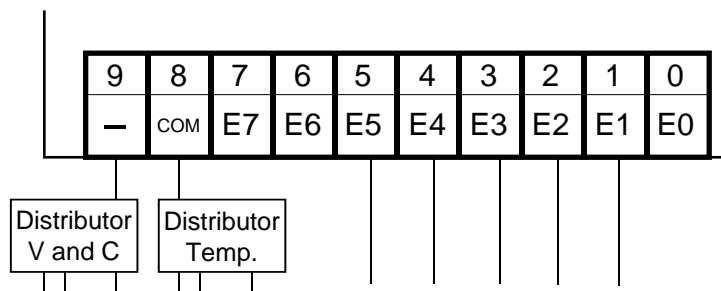 9 8 7 6 5 4 3 2 1 0
– COM E7 E6 E5 E4 E3 E2 E1 E0
Distributor
V and C
Distributor
Temp.